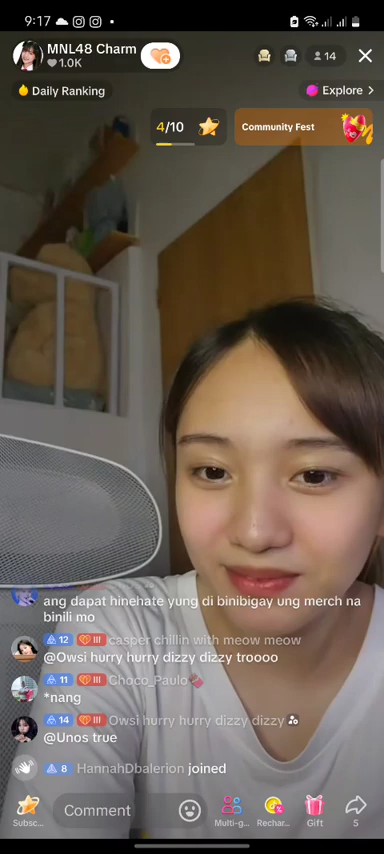 9:17
MNL48 Charm
1.0K
14
Daily Ranking
Explore >
4/10
Community Fest
ang dapat hinehate yung di binibigay ung merch na
binili mo
12 III casper chillin with meow meow
@Owsi hurry hurry dizzy dizzy troooo
11 III Choco_Paulo
*nang
14 III Owsi hurry hurry dizzy dizzy
@Unos true
8 HannahDbalerion joined
Comment
Subsc... Multi-g... Rechar... Gift 5